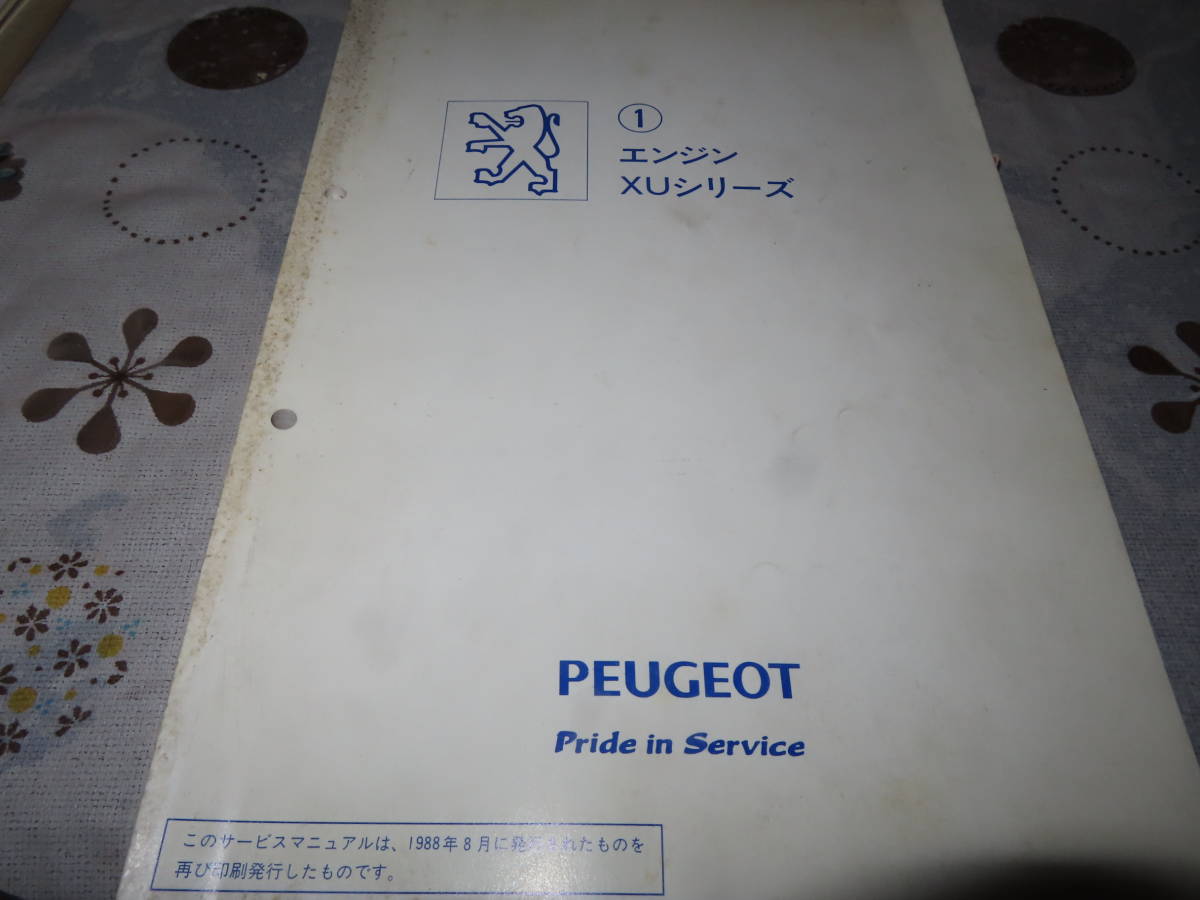 ①
エンジン
XUシリーズ
PEUGEOT
Pride in Service
このサービスマニュアルは、1988年8月に発行されたものを
再び印刷発行したものです。